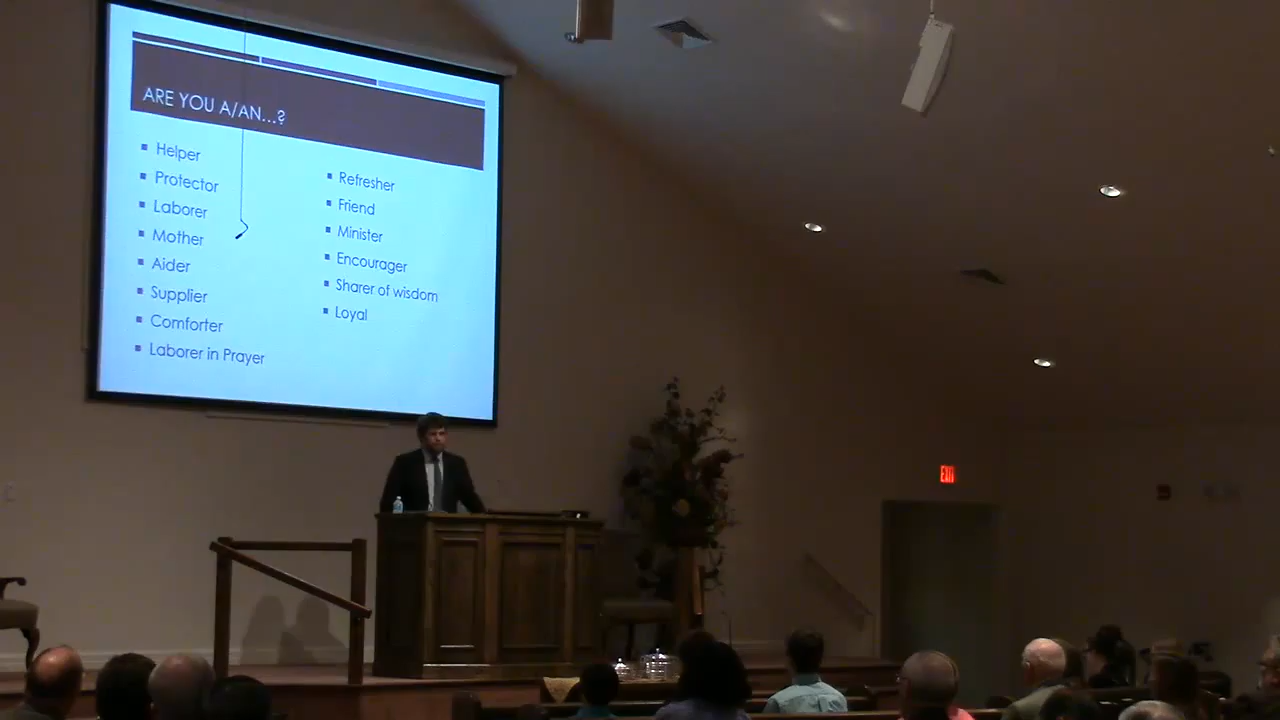 ARE YOU A/AN...?
Helper
Protector
Laborer
Mother
Aider
Supplier
Comforter
Laborer in Prayer
Refresher
Friend
Minister
Encourager
Sharer of wisdom
Loyal
EXIT